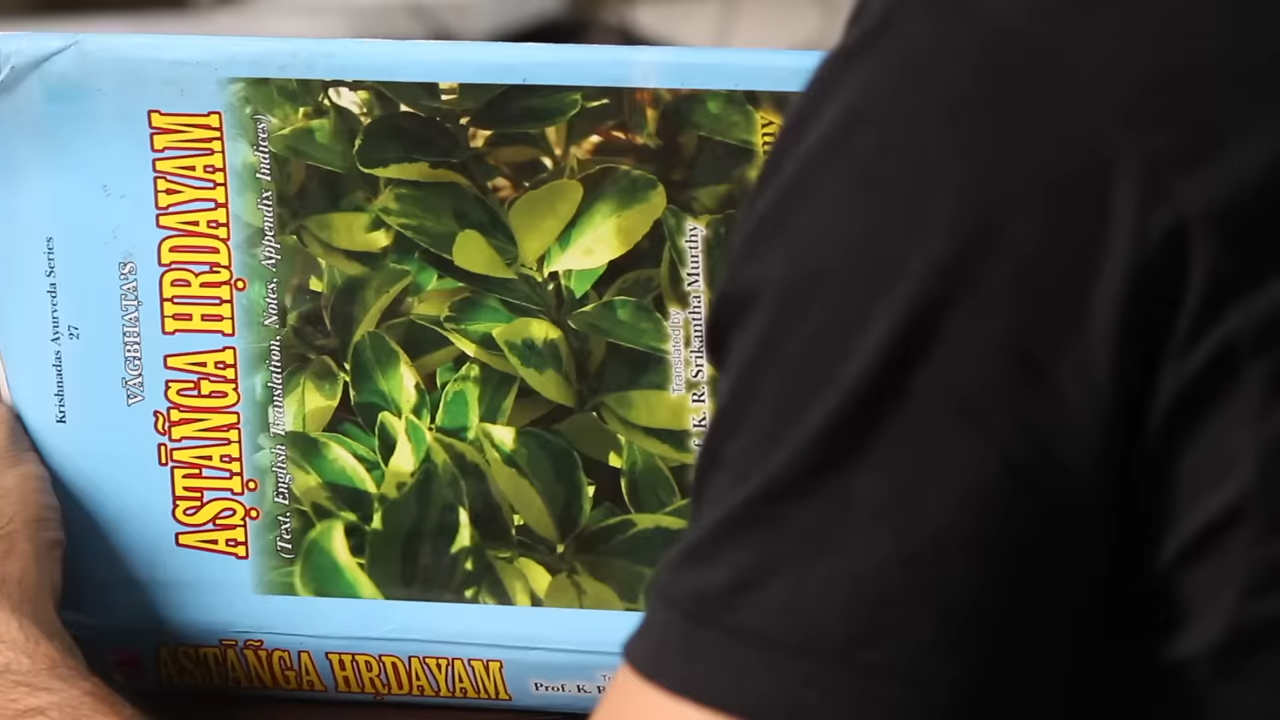 Krishnadas Ayurveda Series
27
VĀGBHAṬA'S
AṢṬĀÑGA HṚDAYAM
(Text, English Translation, Notes, Appendix Indices)
Translated by
K. R. Srikantha Murthy
AṢṬĀÑGA HṚDAYAM
Prof. K.